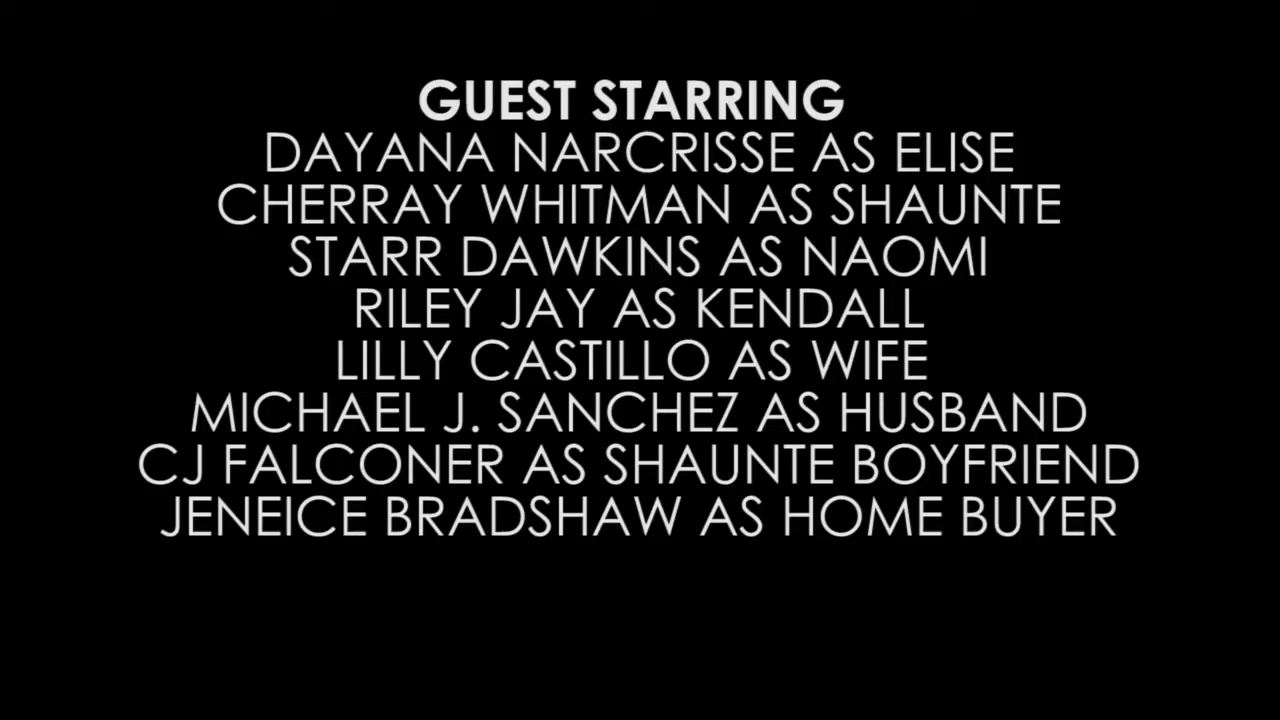 GUEST STARRING
DAYANA NARCRISSE AS ELISE
CHERRAY WHITMAN AS SHAUNTE
STARR DAWKINS AS NAOMI
RILEY JAY AS KENDALL
LILLY CASTILLO AS WIFE
MICHAEL J. SANCHEZ AS HUSBAND
CJ FALCONER AS SHAUNTE BOYFRIEND
JENEICE BRADSHAW AS HOME BUYER